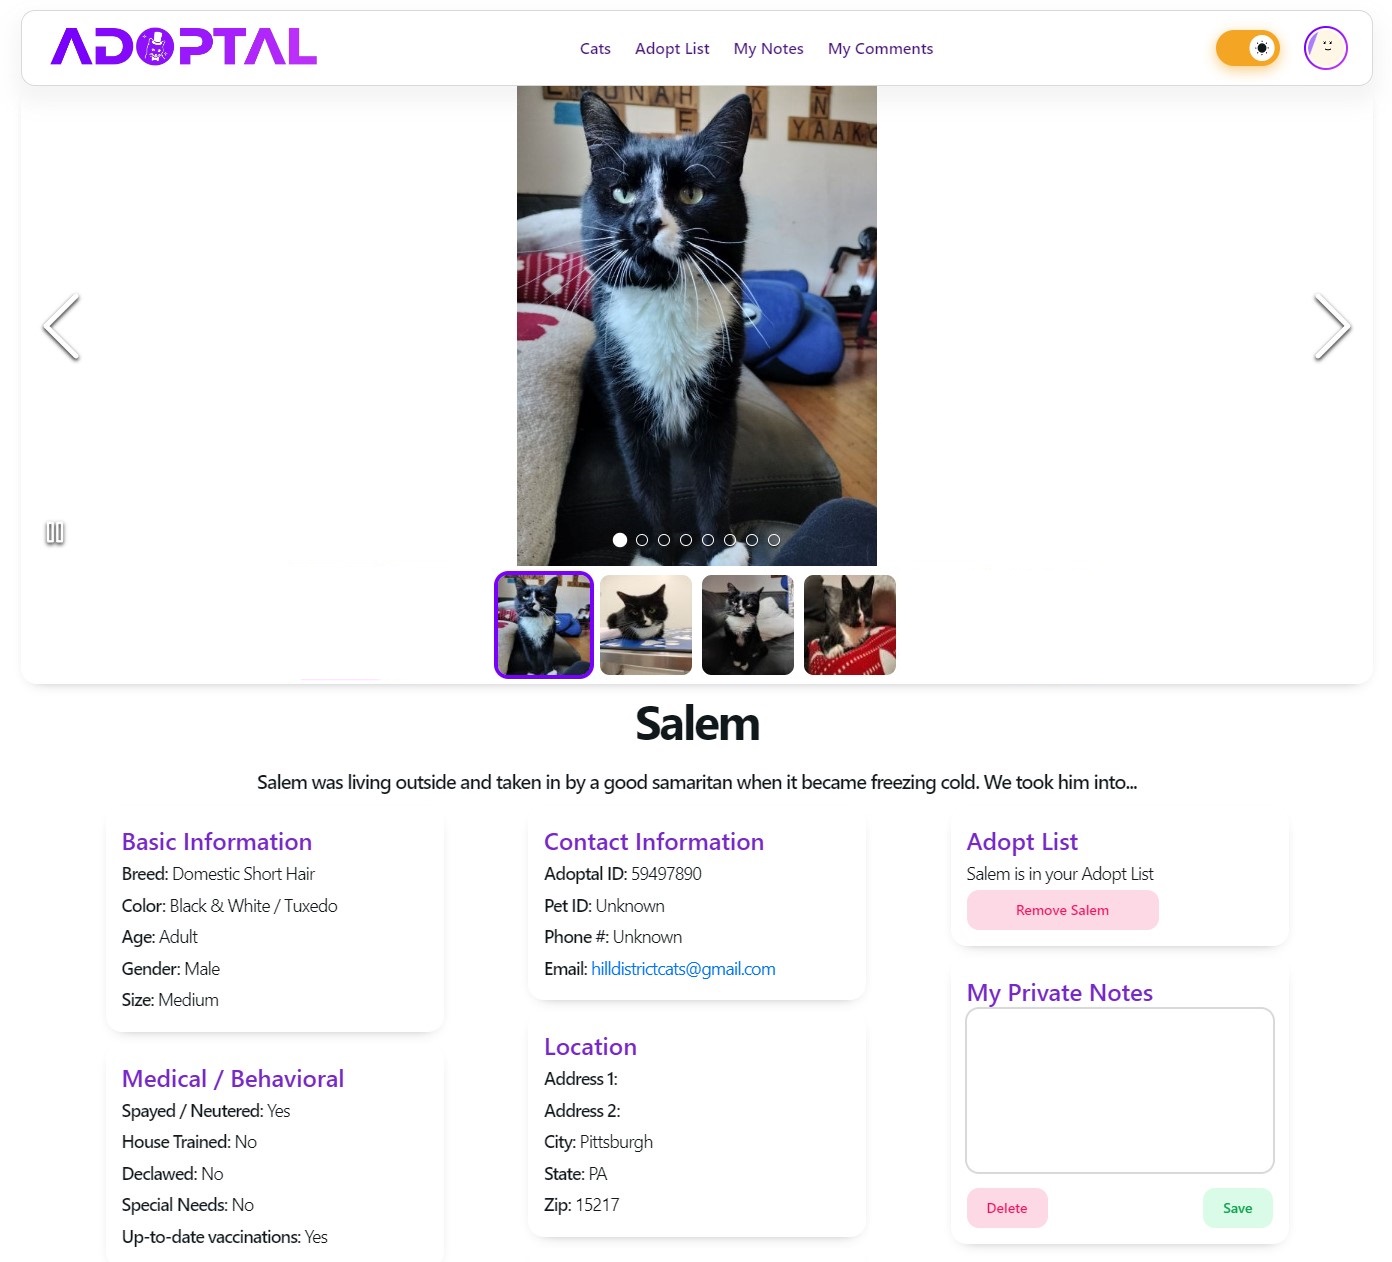 ADOPTAL
Cats Adopt List My Notes My Comments
YAAK
Salem
Salem was living outside and taken in by a good samaritan when it became freezing cold. We took him into...
Basic Information
Breed: Domestic Short Hair
Color: Black & White / Tuxedo
Age: Adult
Gender: Male
Size: Medium
Medical / Behavioral
Spayed / Neutered: Yes
House Trained: No
Declawed: No
Special Needs: No
Up-to-date vaccinations: Yes
Contact Information
Adoptal ID: 59497890
Pet ID: Unknown
Phone #: Unknown
Email: hilldistrictcats@gmail.com
Location
Address 1:
Address 2:
City: Pittsburgh
State: PA
Zip: 15217
Adopt List
Salem is in your Adopt List
Remove Salem
My Private Notes
Delete
Save